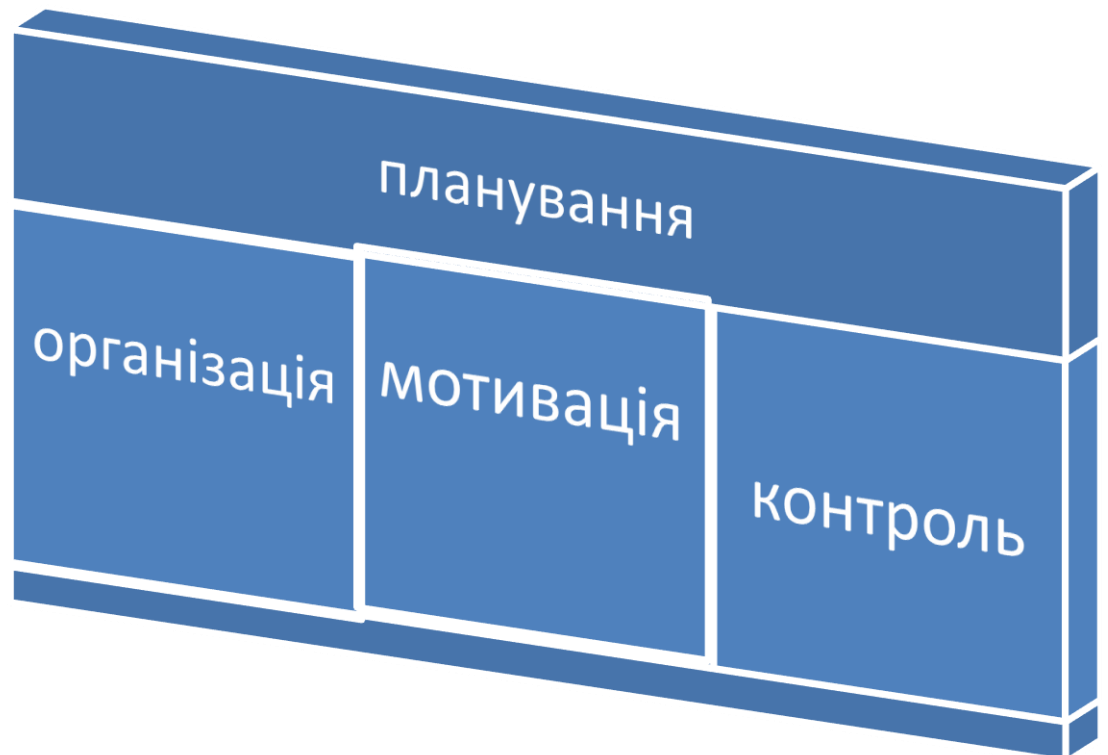 планування
організація
мотивація
контроль